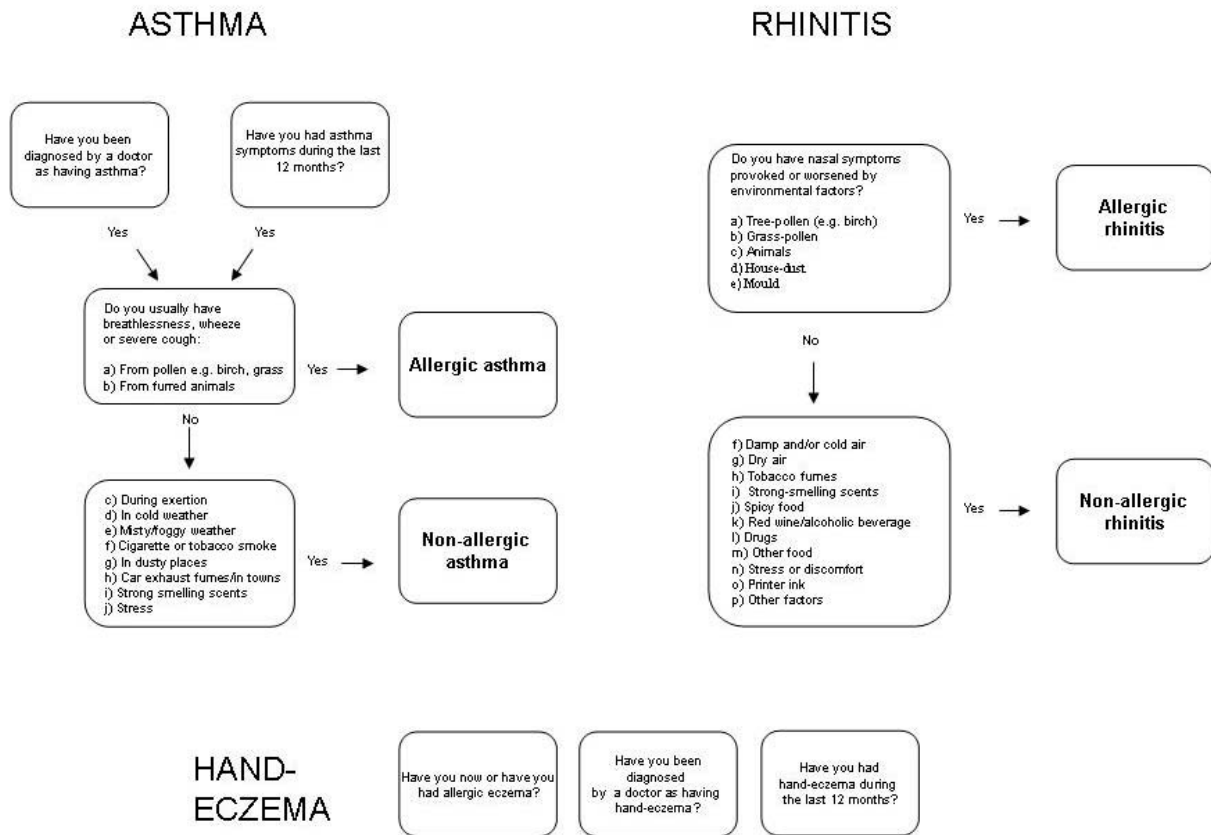 ASTHMA
RHINITIS
Have you been
diagnosed by a doctor
as having asthma?
Have you had asthma
symptoms during the last
12 months?
Yes
Yes
Do you usually have
breathlessness, wheeze
or severe cough:
a) From pollen e.g. birch, grass
b) From furred animals
Yes
Allergic asthma
No
c) During exertion
d) In cold weather
e) Misty/foggy weather
f) Cigarette or tobacco smoke
g) In dusty places
h) Car exhaust fumes/in towns
i) Strong smelling scents
j) Stress
Yes
Non-allergic
asthma
Do you have nasal symptoms
provoked or worsened by
environmental factors?
a) Tree-pollen (e.g. birch)
b) Grass-pollen
c) Animals
d) House-dust
e) Mould
Yes
Allergic
rhinitis
No
f) Damp and/or cold air
g) Dry air
h) Tobacco fumes
i) Strong-smelling scents
j) Spicy food
k) Red wine/alcoholic beverage
l) Drugs
m) Other food
n) Stress or discomfort
o) Printer ink
p) Other factors
Yes
Non-allergic
rhinitis
HAND-
ECZEMA
Have you now or have you
had allergic eczema?
Have you been
diagnosed
by a doctor as having
hand-eczema?
Have you had
hand-eczema during
the last 12 months?